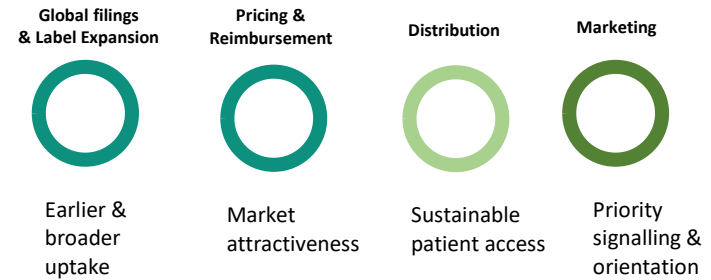 Global filings
& Label Expansion
Pricing &
Reimbursement
Distribution
Marketing
Earlier &
broader
uptake
Market
attractiveness
Sustainable
patient access
Priority
signalling &
orientation